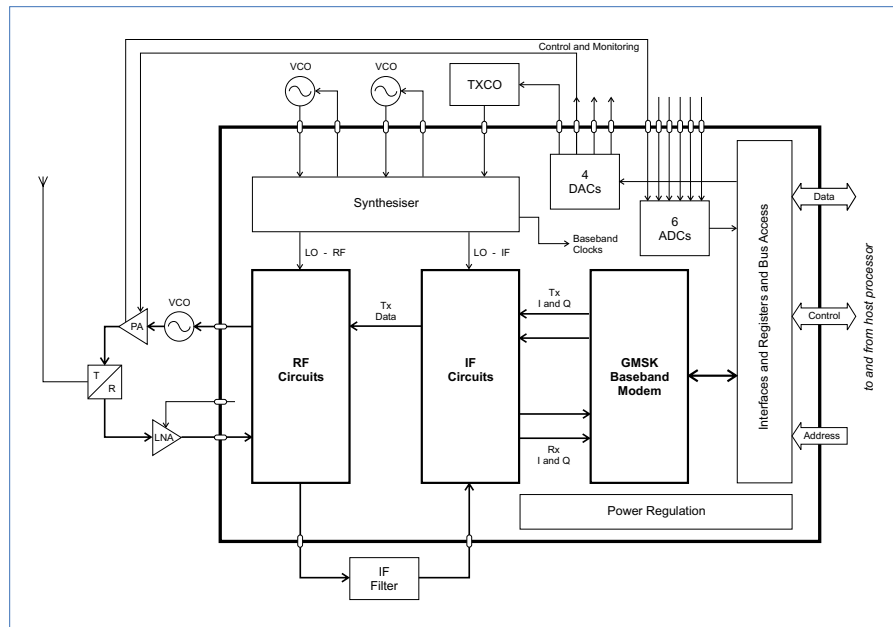 Control and Monitoring
VCO
VCO
TXCO
4
DACs
Synthesiser
6
ADCs
Interfaces and Registers and Bus Access
Data
Baseband
Clocks
LO - RF
LO - IF
VCO
PA
RF
Circuits
Tx
Data
IF
Circuits
Tx
I and Q
GMSK
Baseband
Modem
Control
to and from host processor
T
R
LNA
Rx
I and Q
Address
Power Regulation
IF
Filter